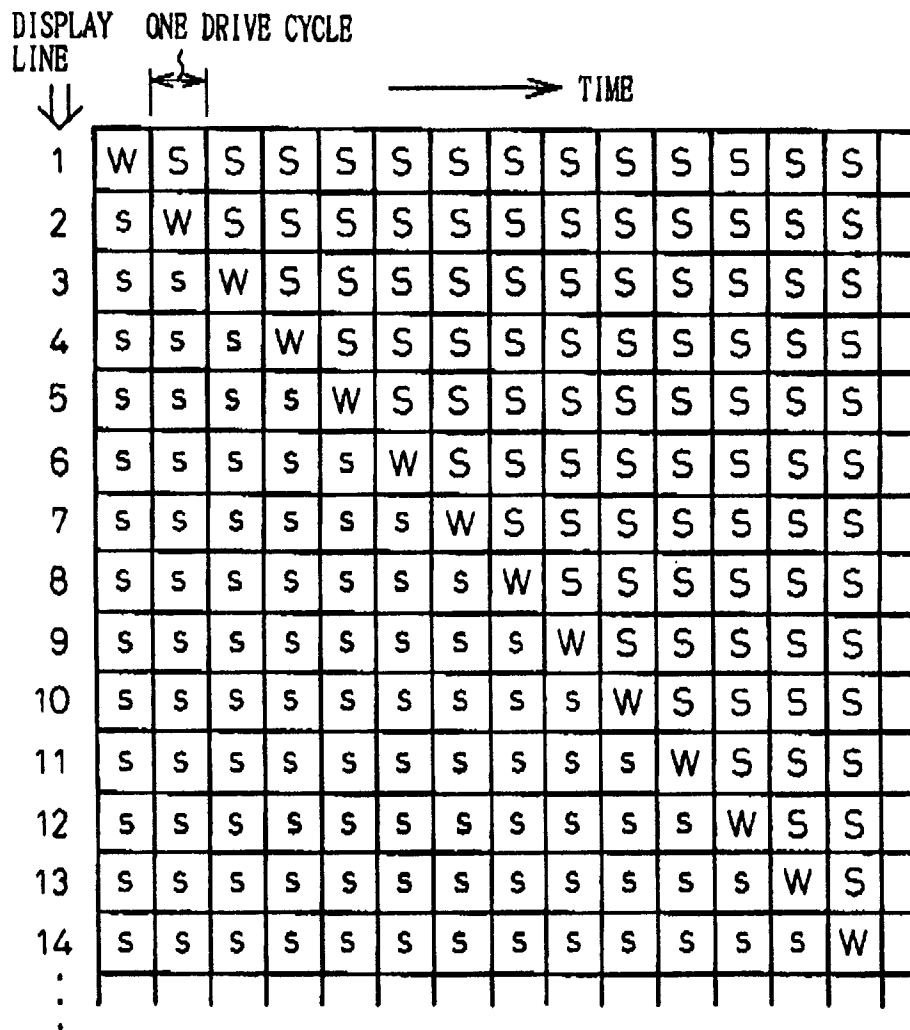 DISPLAY ONE DRIVE CYCLE
LINE
TIME
1 W S S S S S S S S S S S S S
2 s W S S S S S S S S S S S S
3 s s W S S S S S S S S S S S
4 s s s W S S S S S S S S S S
5 s s s s W S S S S S S S S S
6 s s s s s W S S S S S S S S
7 s s s s s s W S S S S S S S
8 s s s s s s s W S S S S S S
9 s s s s s s s s W S S S S S
10 s s s s s s s s s W S S S S
11 s s s s s s s s s s W S S S
12 s s s s s s s s s s s W S S
13 s s s s s s s s s s s s W S
14 s s s s s s s s s s s s s W